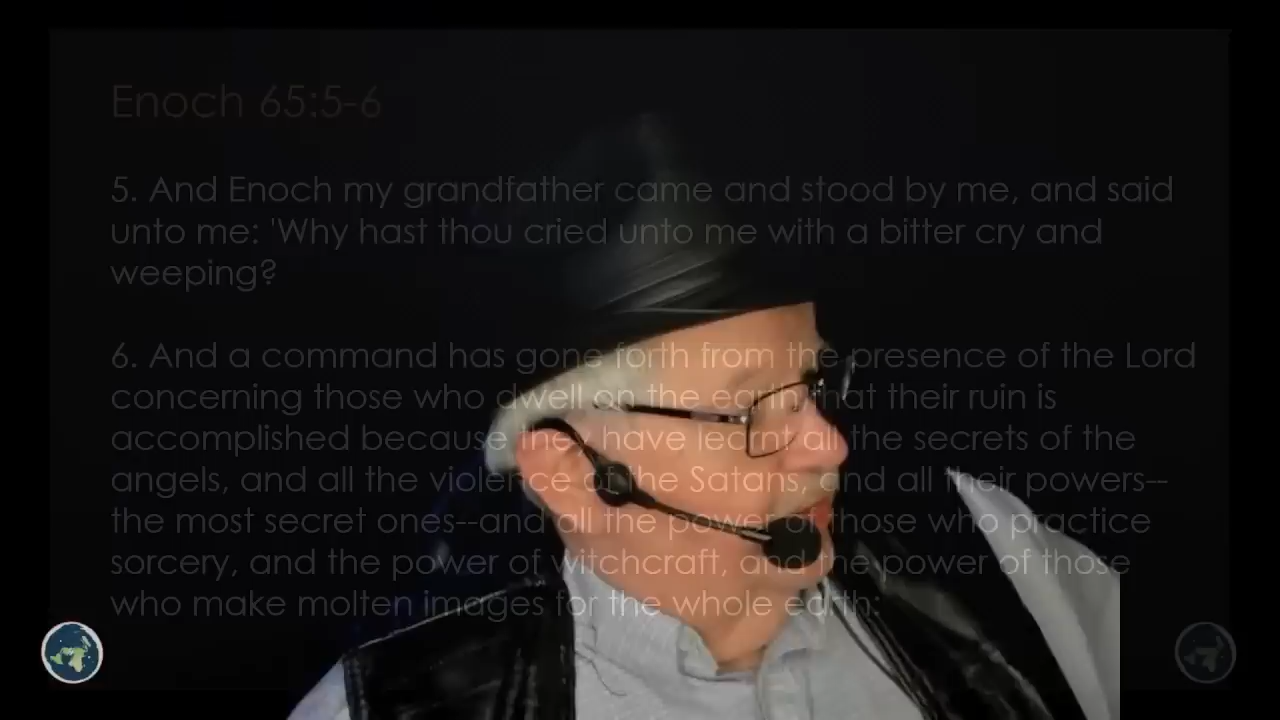 Enoch 65:5-6
5. And Enoch my grandfather came and stood by me, and said
unto me: 'Why hast thou cried unto me with a bitter cry and
weeping?
6. And a command has gone forth from the presence of the Lord
concerning those who dwell on the earth that their ruin is
accomplished because they have learnt all the secrets of the
angels, and all the violence of the Satans, and all their powers--
the most secret ones--and all the power of those who practice
sorcery, and the power of witchcraft, and the power of those
who make molten images for the whole earth: